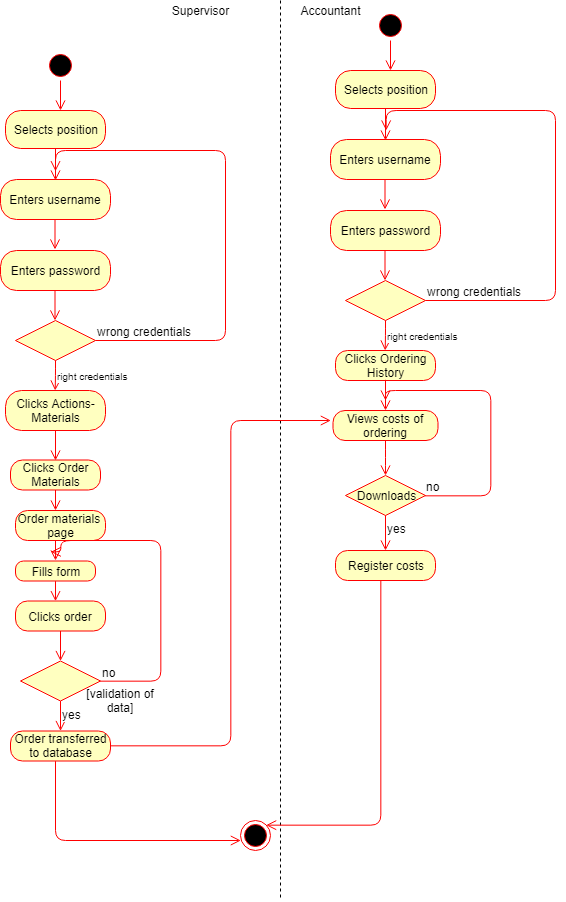 Supervisor
Accountant
Selects position
Enters username
Enters password
wrong credentials
right credentials
Clicks Actions-
Materials
Clicks Order
Materials
Order materials
page
Fills form
Clicks order
no
[validation of
data]
yes
Order transferred
to database
Selects position
Enters username
Enters password
wrong credentials
right credentials
Clicks Ordering
History
Views costs of
ordering
Downloads
no
yes
Register costs